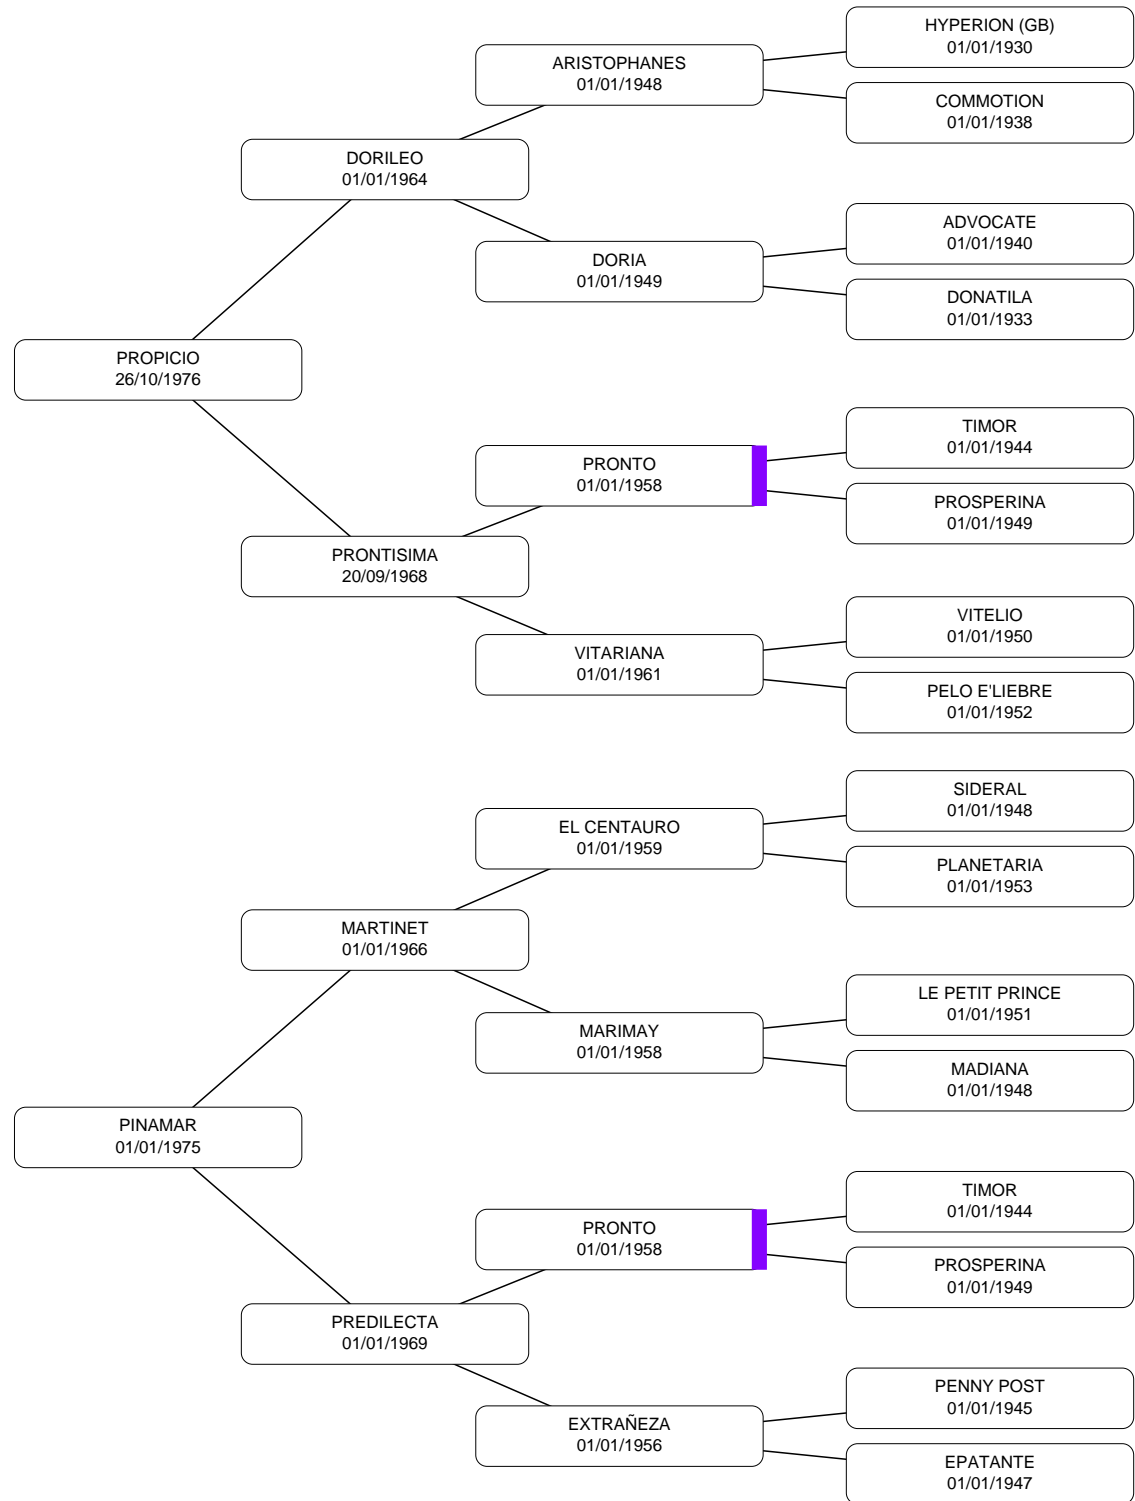 HYPERION (GB)
01/01/1930
ARISTOPHANES
01/01/1948
COMMOTION
01/01/1938
DORILEO
01/01/1964
ADVOCATE
01/01/1940
DORIA
01/01/1949
DONATILA
01/01/1933
PROPICIO
26/10/1976
TIMOR
01/01/1944
PRONTO
01/01/1958
PROSPERINA
01/01/1949
PRONTISIMA
20/09/1968
VITELIO
01/01/1950
VITARIANA
01/01/1961
PELO E'LIEBRE
01/01/1952
SIDERAL
01/01/1948
EL CENTAURO
01/01/1959
PLANETARIA
01/01/1953
MARTINET
01/01/1966
LE PETIT PRINCE
01/01/1951
MARIMAY
01/01/1958
MADIANA
01/01/1948
PINAMAR
01/01/1975
TIMOR
01/01/1944
PRONTO
01/01/1958
PROSPERINA
01/01/1949
PREDILECTA
01/01/1969
PENNY POST
01/01/1945
EXTRAÑEZA
01/01/1956
EPATANTE
01/01/1947